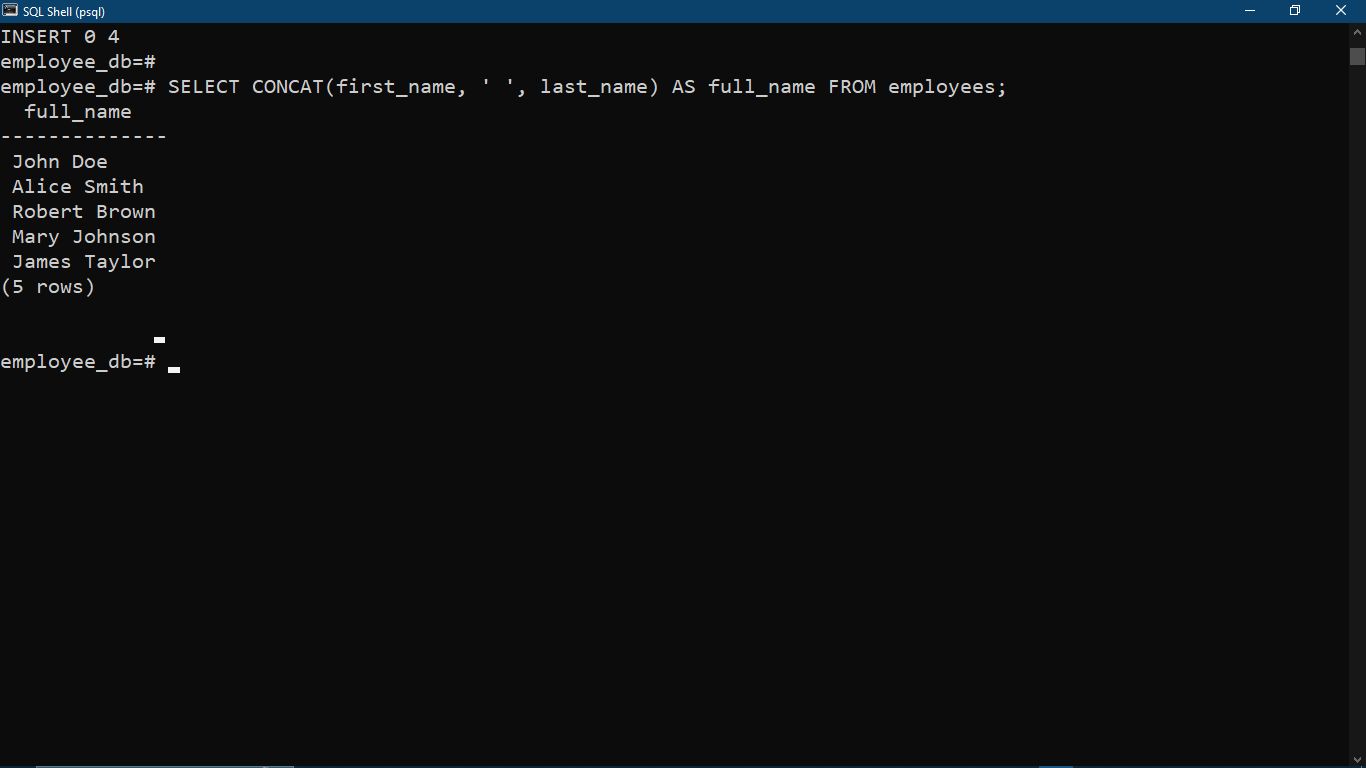 SQL Shell (psql)
INSERT 0 4
employee_db=#
employee_db=# SELECT CONCAT(first_name, ' ', last_name) AS full_name FROM employees;
full_name
--------------
John Doe
Alice Smith
Robert Brown
Mary Johnson
James Taylor
(5 rows)
employee_db=#